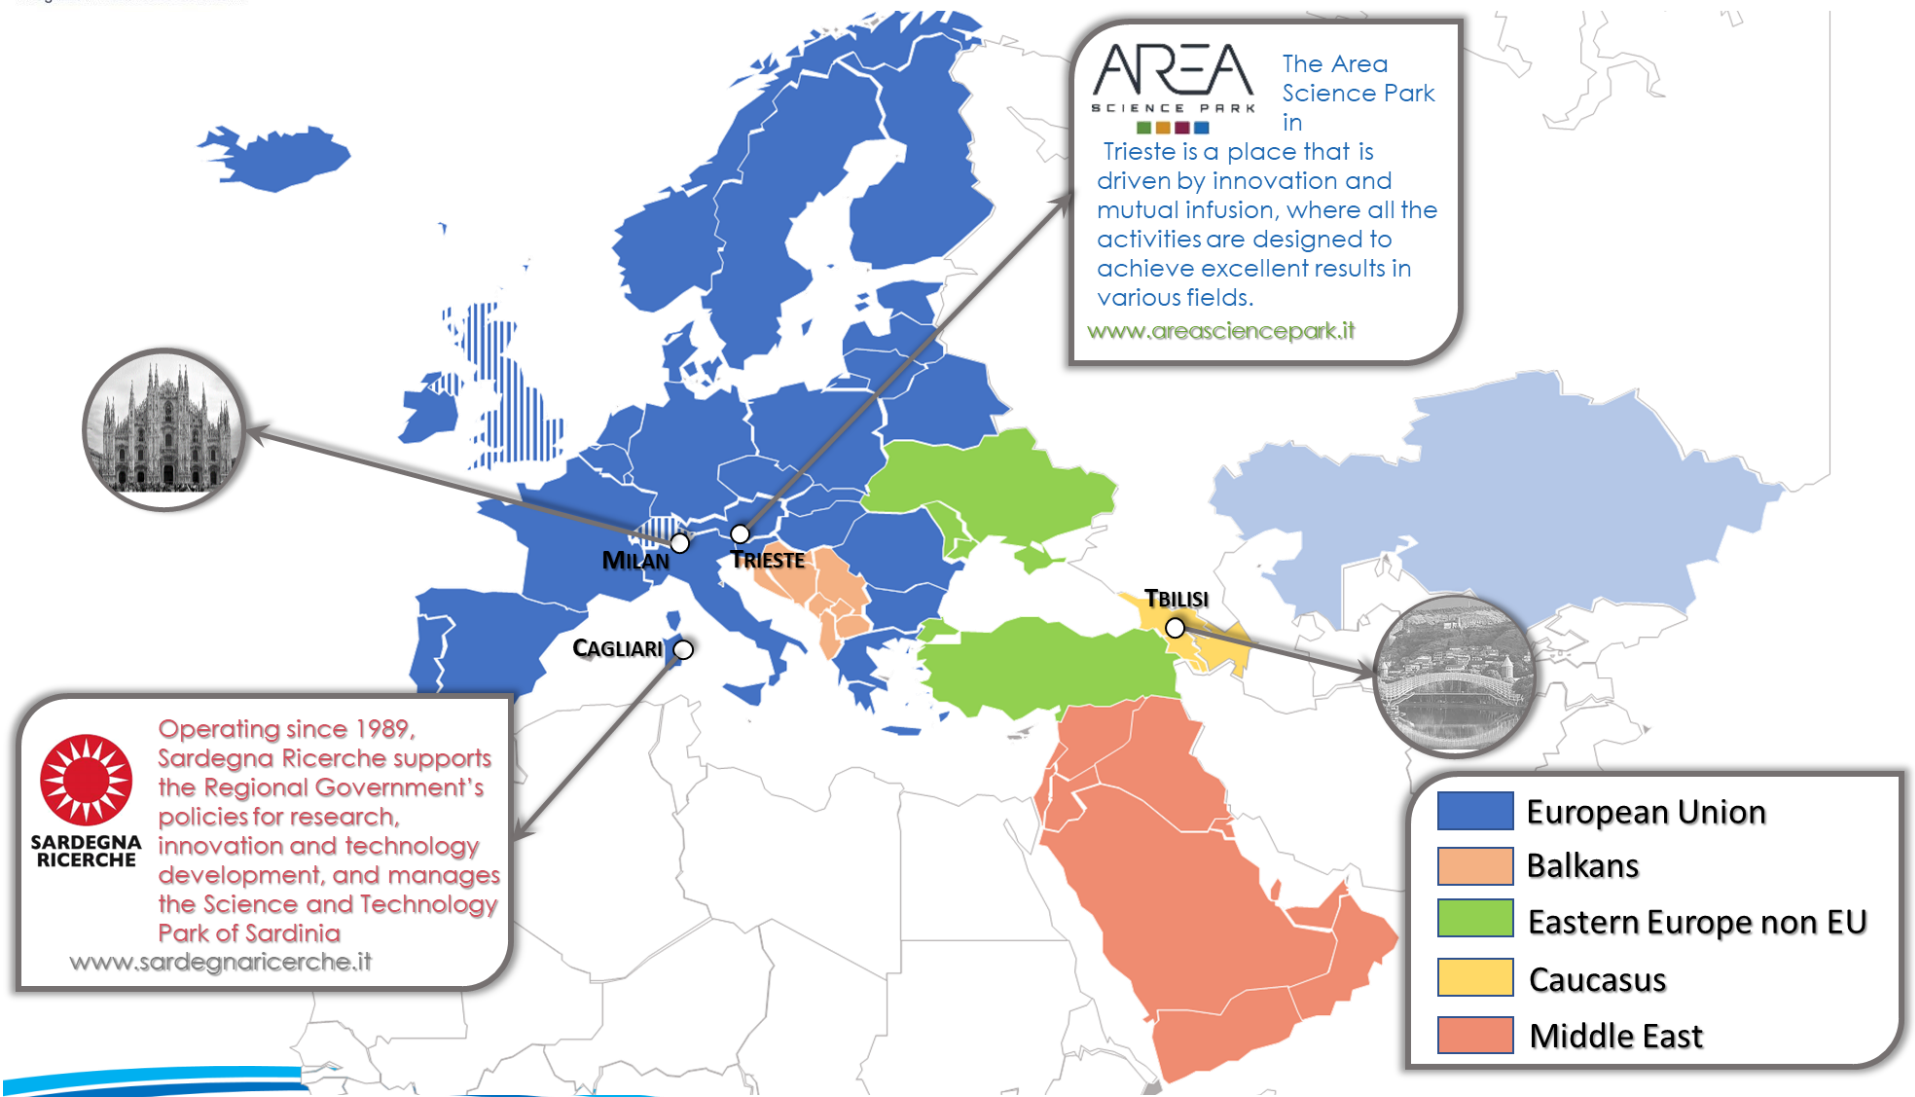 AREA
SCIENCE PARK
The Area
Science Park
in
Trieste is a place that is
driven by innovation and
mutual infusion, where all the
activities are designed to
achieve excellent results in
various fields.
www.areasciencepark.it
MILAN
TRIESTE
TBILISI
CAGLIARI
SARDEGNA
RICERCHE
Operating since 1989,
Sardegna Ricerche supports
the Regional Government's
policies for research,
innovation and technology
development, and manages
the Science and Technology
Park of Sardinia
www.sardegnaricerche.it
European Union
Balkans
Eastern Europe non EU
Caucasus
Middle East